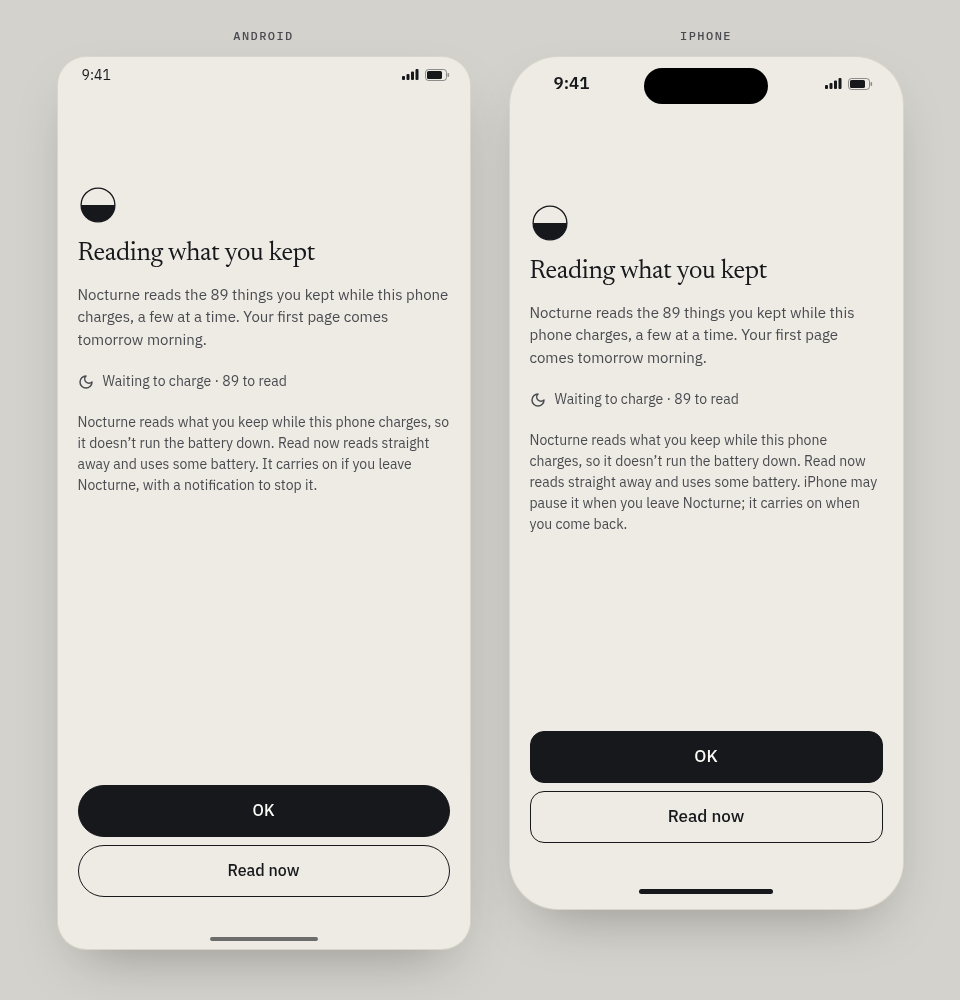 ANDROID
9:41
Reading what you kept
Nocturne reads the 89 things you kept while this phone
charges, a few at a time. Your first page comes
tomorrow morning.
Waiting to charge · 89 to read
Nocturne reads what you keep while this phone charges, so
it doesn’t run the battery down. Read now reads straight
away and uses some battery. It carries on if you leave
Nocturne, with a notification to stop it.
OK
Read now
IPHONE
9:41
Reading what you kept
Nocturne reads the 89 things you kept while this
phone charges, a few at a time. Your first page
comes tomorrow morning.
Waiting to charge · 89 to read
Nocturne reads what you keep while this phone
charges, so it doesn’t run the battery down. Read now
reads straight away and uses some battery. iPhone may
pause it when you leave Nocturne; it carries on when
you come back.
OK
Read now